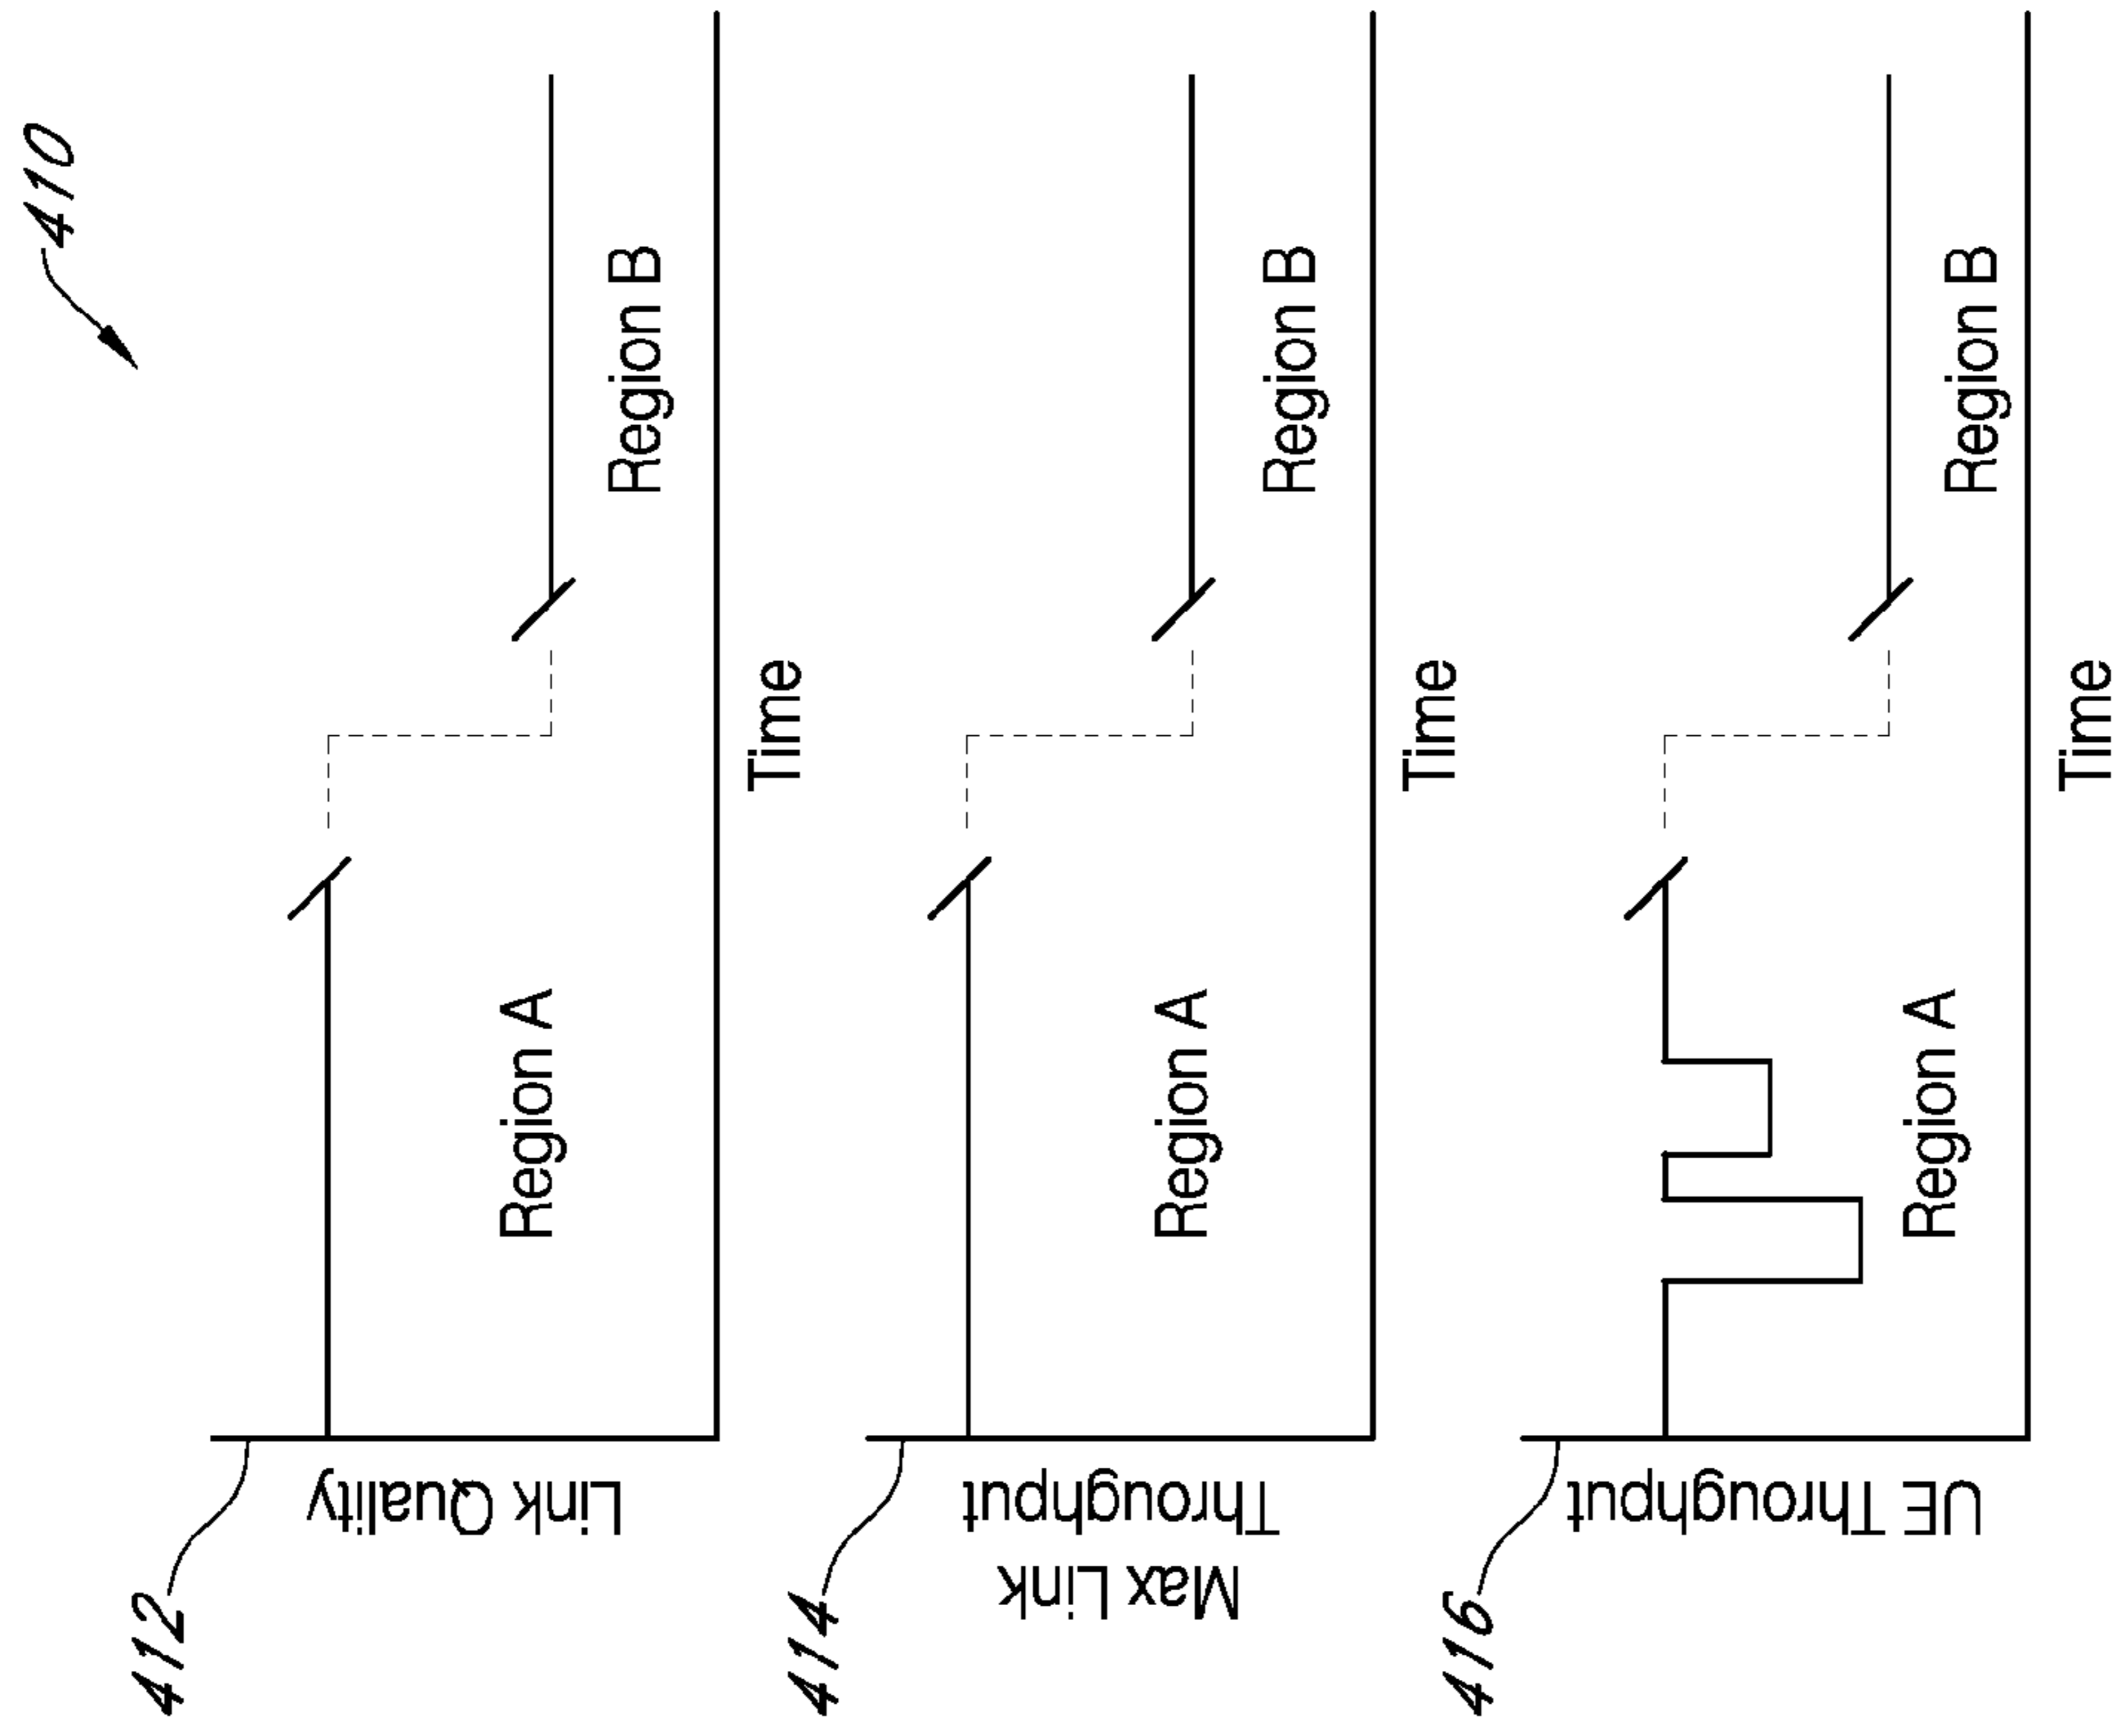 410
412
Link Quality
Region A
Region B
Time
414
Max Link
Throughput
Region A
Region B
Time
416
UE Throughput
Region A
Region B
Time